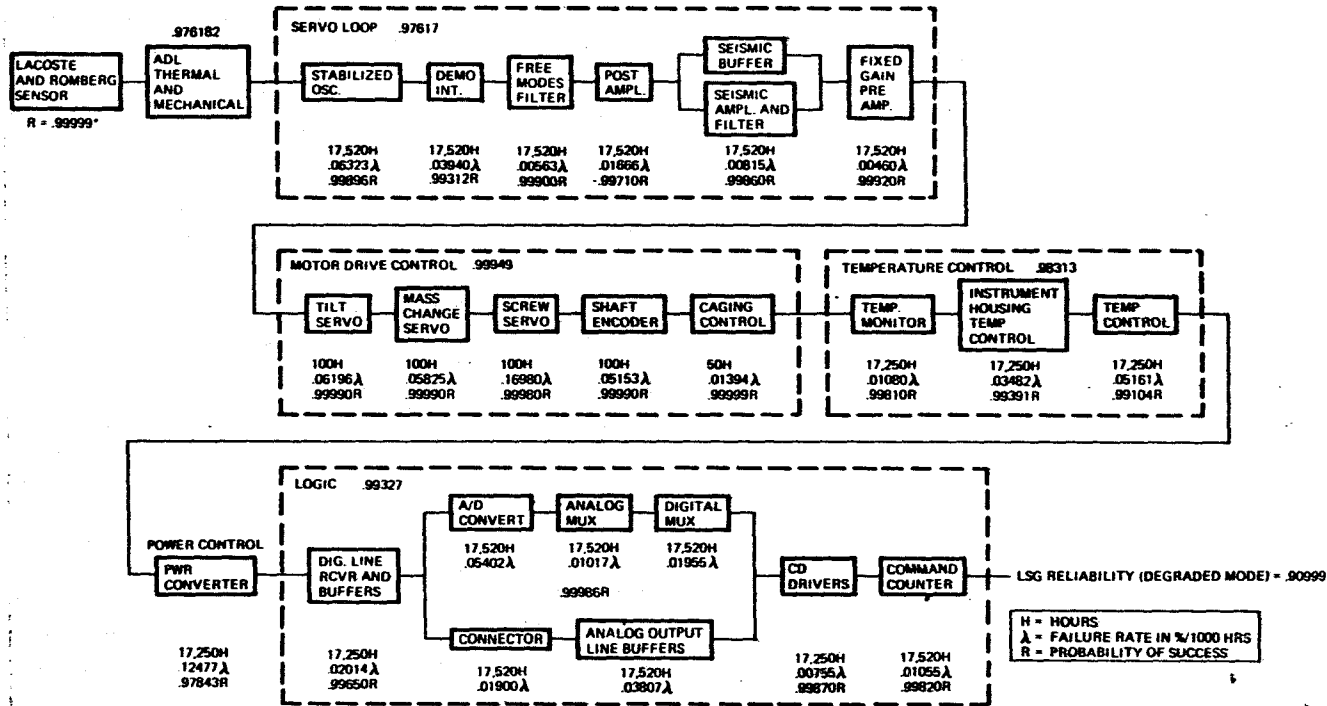 LACOSTE
AND ROMBERG
SENSOR
R = .99999*
.976182
ADL
THERMAL
AND
MECHANICAL
SERVO LOOP .97617
STABILIZED
OSC.
17,520H
.06323λ
.99896R
DEMO
INT.
17,520H
.03940λ
.99312R
FREE
MODES
FILTER
17,520H
.00563λ
.99900R
POST
AMPL.
17,520H
.01866λ
-.99710R
SEISMIC
BUFFER
SEISMIC
AMPL. AND
FILTER
17,520H
.00815λ
.99860R
FIXED
GAIN
PRE
AMP.
17,520H
.00460λ
.99920R
MOTOR DRIVE CONTROL .99949
TILT
SERVO
100H
.06196λ
.99990R
MASS
CHANGE
SERVO
100H
.05825λ
.99990R
SCREW
SERVO
100H
.16980λ
.99980R
SHAFT
ENCODER
100H
.05153λ
.99990R
CAGING
CONTROL
50H
.01394λ
.99999R
TEMPERATURE CONTROL .98313
TEMP.
MONITOR
17,250H
.01080λ
.99810R
INSTRUMENT
HOUSING
TEMP
CONTROL
17,250H
.03482λ
.99391R
TEMP
CONTROL
17,250H
.05161λ
.99104R
POWER CONTROL
PWR
CONVERTER
17,250H
.12477λ
.97843R
LOGIC .99327
DIG. LINE
RCVR AND
BUFFERS
17,250H
.02014λ
.99650R
A/D
CONVERT
17,520H
.05402λ
ANALOG
MUX
17,520H
.01017λ
DIGITAL
MUX
17,520H
.01955λ
.99986R
CONNECTOR
17,520H
.01900λ
ANALOG OUTPUT
LINE BUFFERS
17,520H
.03807λ
CD
DRIVERS
17,250H
.00755λ
.99870R
COMMAND
COUNTER
17,520H
.01055λ
.99820R
LSG RELIABILITY (DEGRADED MODE) = .90999
H = HOURS
λ = FAILURE RATE IN %/1000 HRS
R = PROBABILITY OF SUCCESS